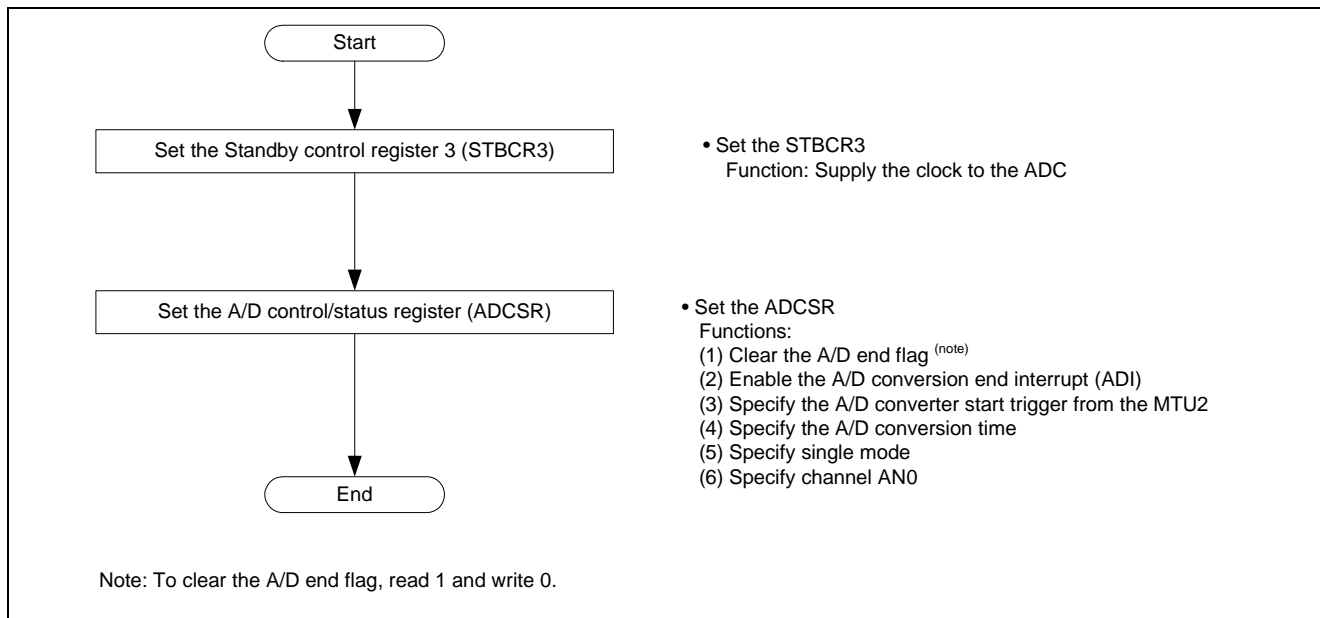 Start
Set the Standby control register 3 (STBCR3)
• Set the STBCR3
Function: Supply the clock to the ADC
Set the A/D control/status register (ADCSR)
• Set the ADCSR
Functions:
(1) Clear the A/D end flag (note)
(2) Enable the A/D conversion end interrupt (ADI)
(3) Specify the A/D converter start trigger from the MTU2
(4) Specify the A/D conversion time
(5) Specify single mode
(6) Specify channel AN0
End
Note: To clear the A/D end flag, read 1 and write 0.